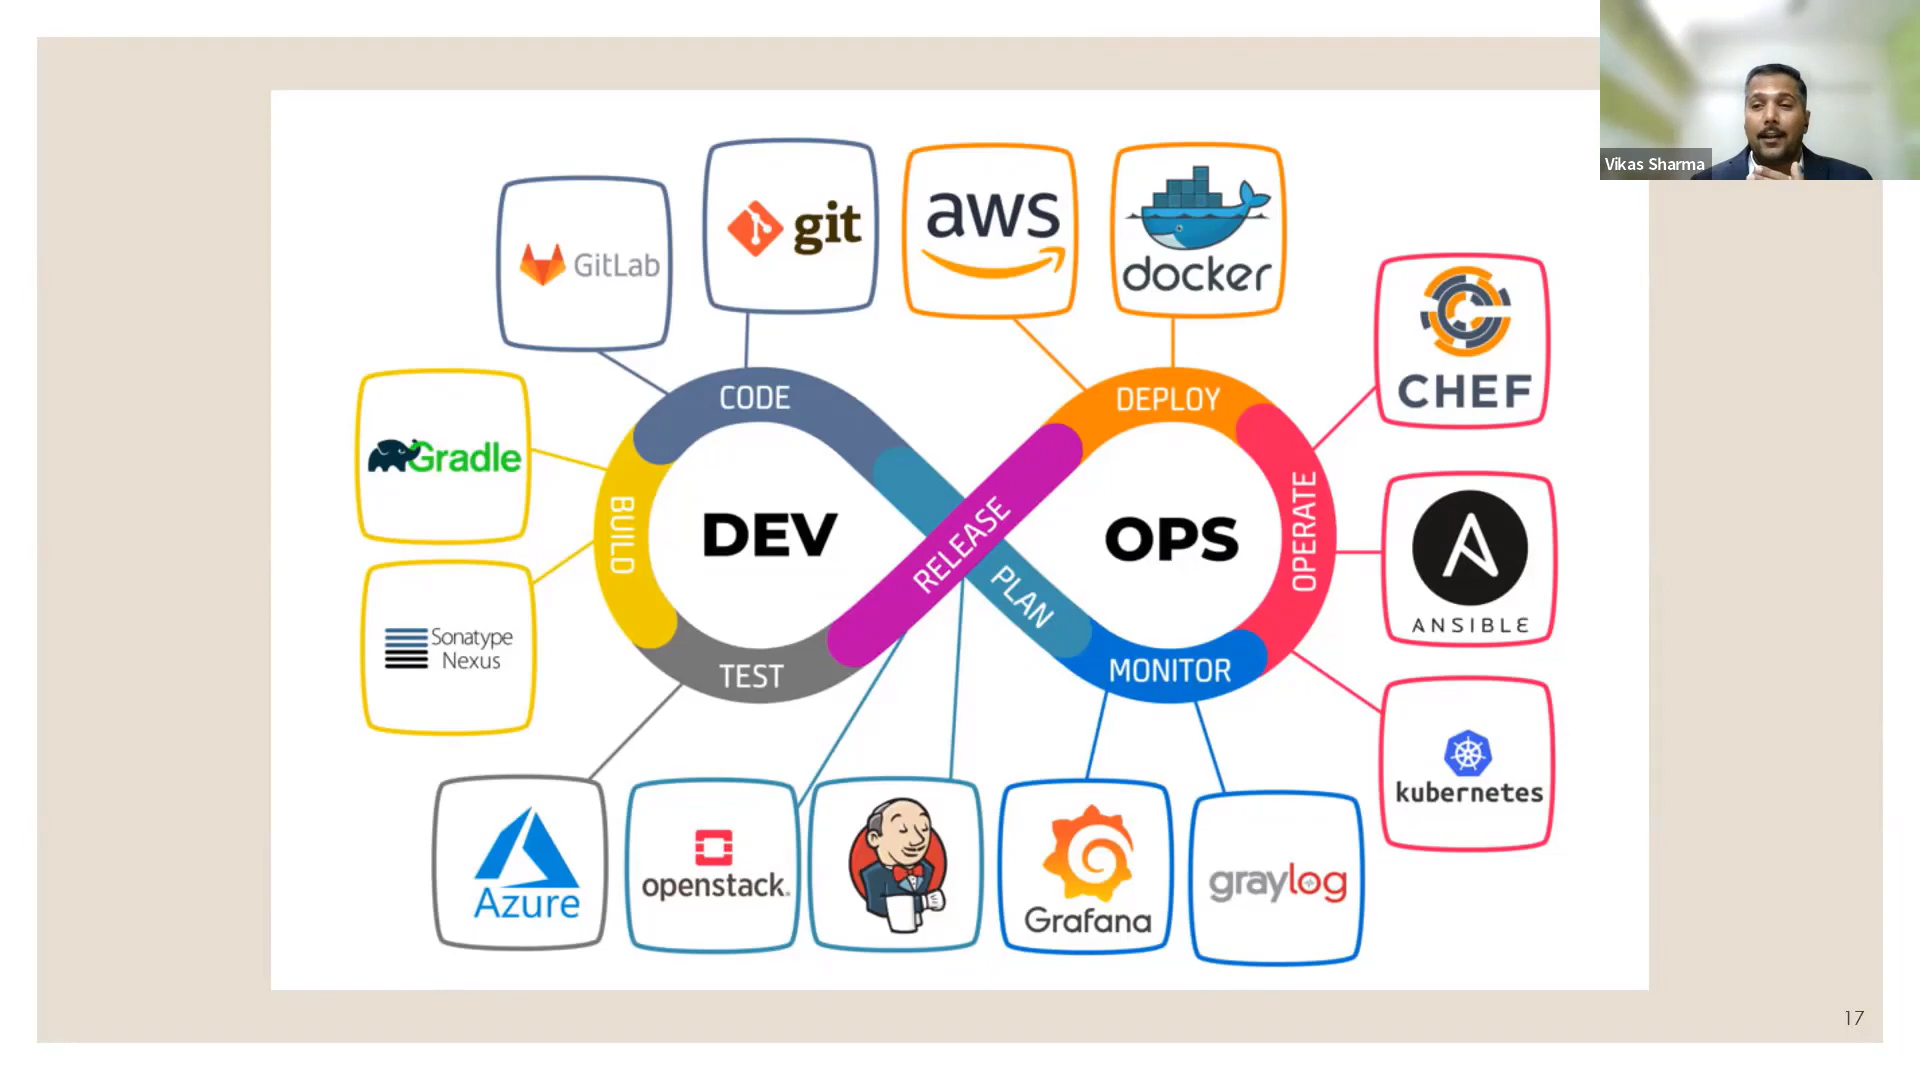 Vikas Sharma
GitLab
git
aws
docker
CHEF
Gradle
CODE
DEPLOY
BUILD
DEV
RELEASE
PLAN
OPS
OPERATE
ANSIBLE
Sonatype
Nexus
TEST
MONITOR
kubernetes
Azure
openstack
Grafana
graylog
17